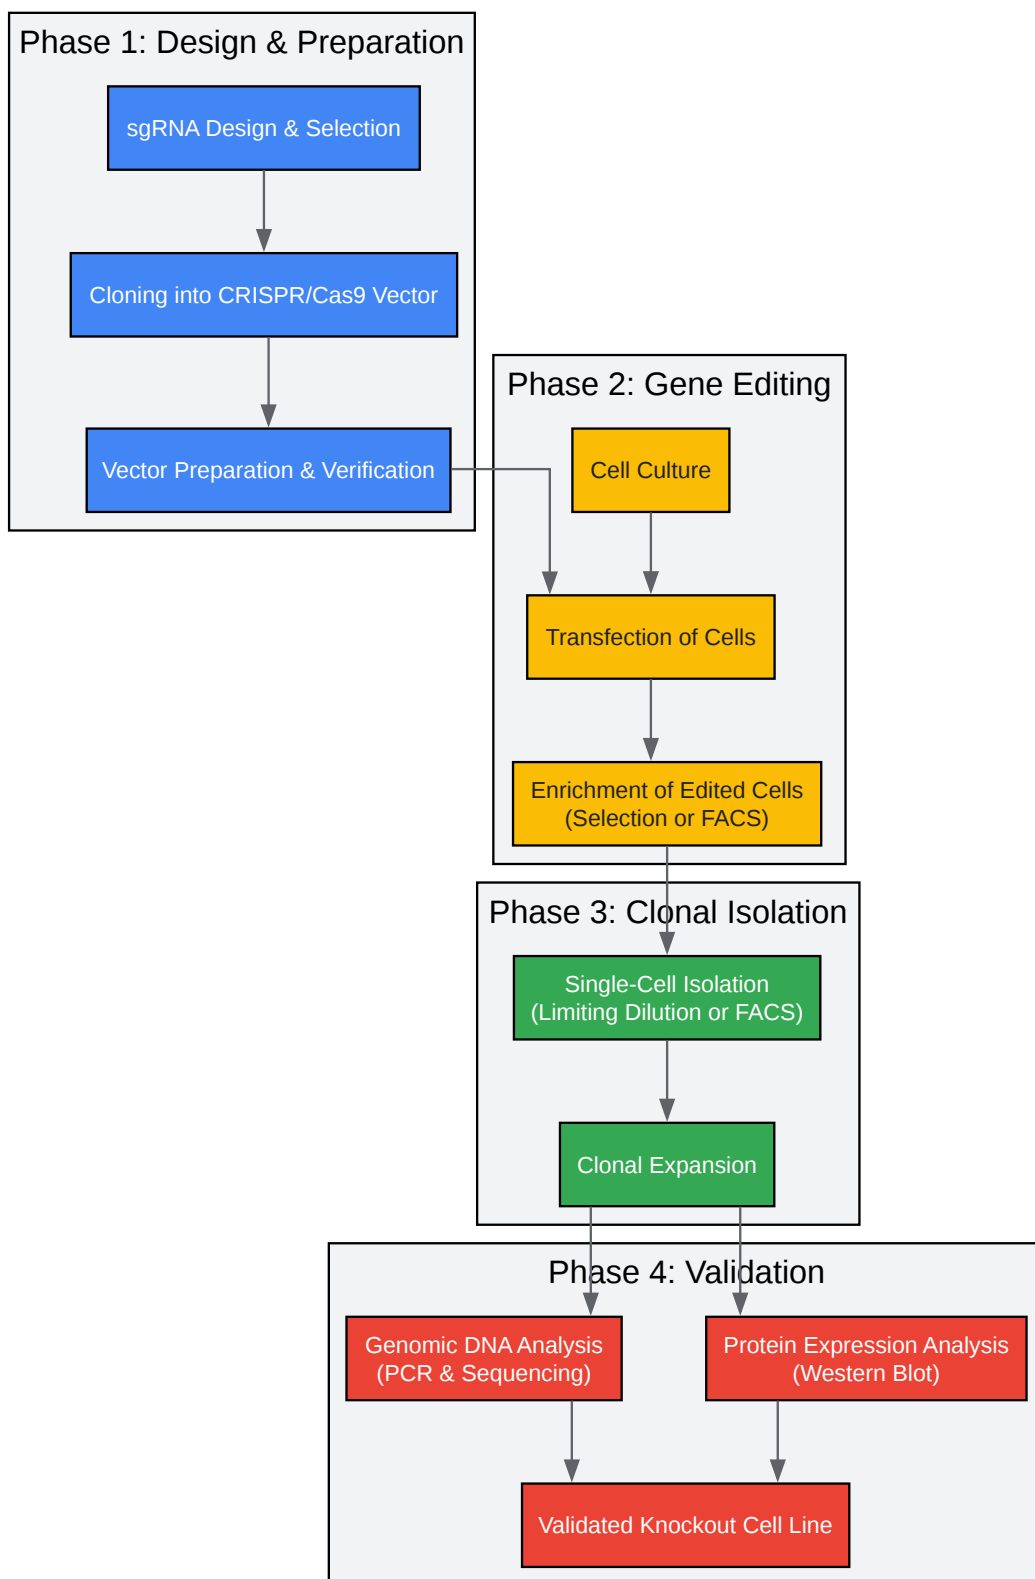 Phase 1: Design & Preparation
sgRNA Design & Selection
Cloning into CRISPR/Cas9 Vector
Vector Preparation & Verification
Phase 2: Gene Editing
Cell Culture
Transfection of Cells
Enrichment of Edited Cells
(Selection or FACS)
Phase 3: Clonal Isolation
Single-Cell Isolation
(Limiting Dilution or FACS)
Clonal Expansion
Phase 4: Validation
Genomic DNA Analysis
(PCR & Sequencing)
Protein Expression Analysis
(Western Blot)
Validated Knockout Cell Line